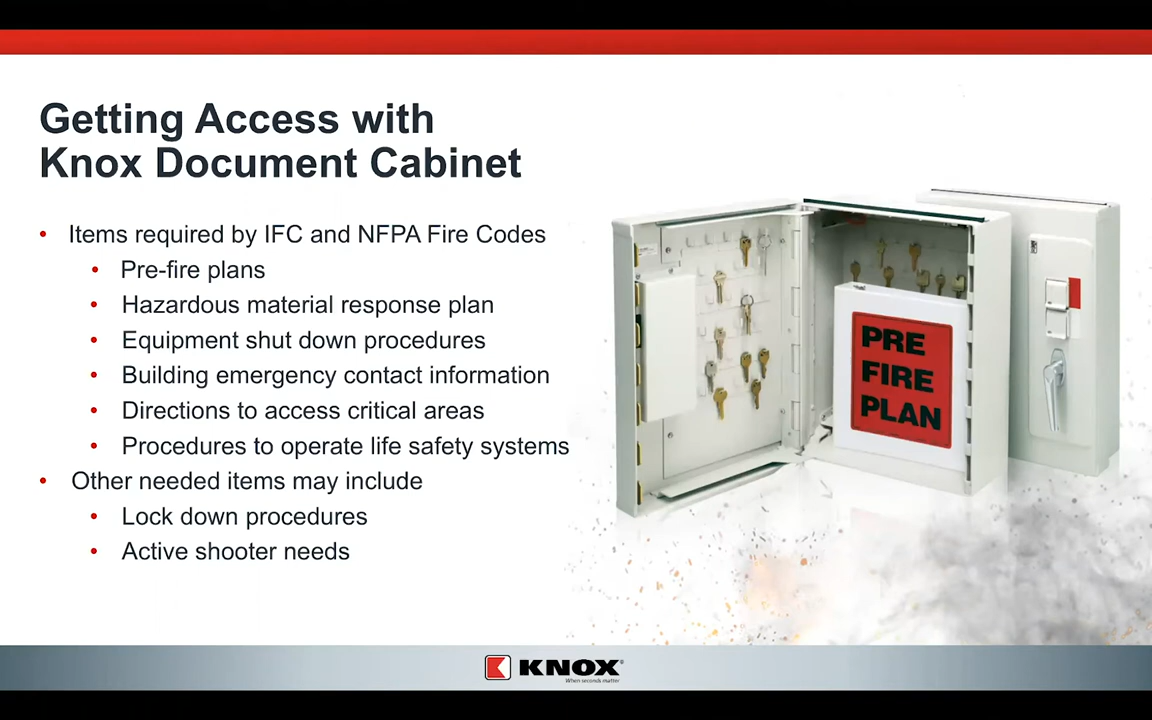 Getting Access with
Knox Document Cabinet
• Items required by IFC and NFPA Fire Codes
• Pre-fire plans
• Hazardous material response plan
• Equipment shut down procedures
• Building emergency contact information
• Directions to access critical areas
• Procedures to operate life safety systems
• Other needed items may include
• Lock down procedures
• Active shooter needs
PRE
FIRE
PLAN
KNOX®
When seconds matter